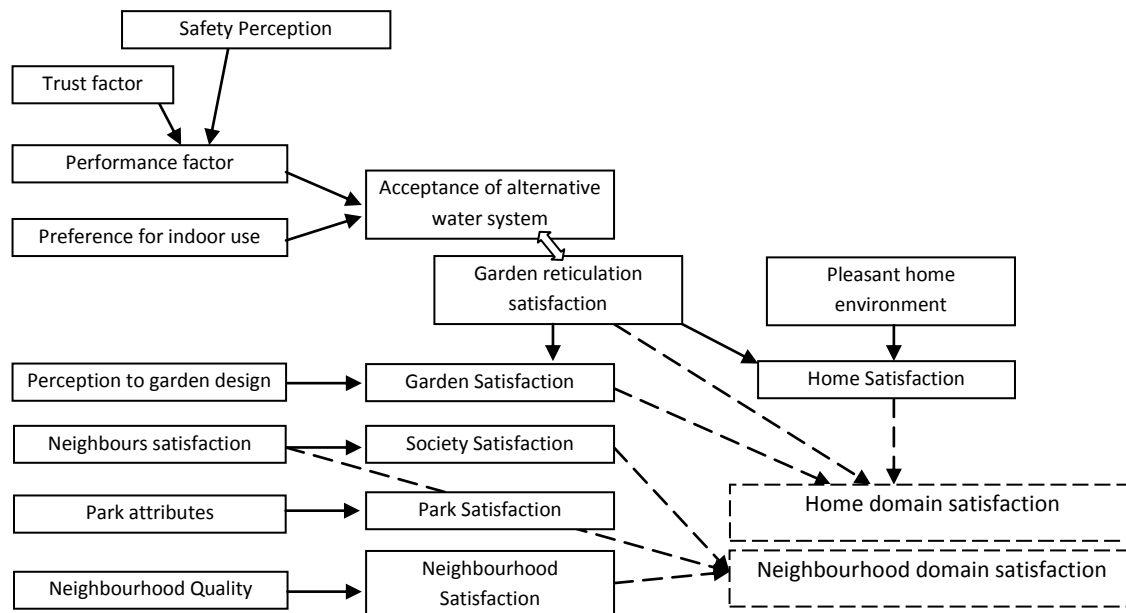 Safety Perception
Trust factor
Performance factor
Acceptance of alternative
water system
Preference for indoor use
Garden reticulation
satisfaction
Pleasant home
environment
Perception to garden design
Garden Satisfaction
Home Satisfaction
Neighbours satisfaction
Society Satisfaction
Park attributes
Park Satisfaction
Home domain satisfaction
Neighbourhood Quality
Neighbourhood
Satisfaction
Neighbourhood domain satisfaction